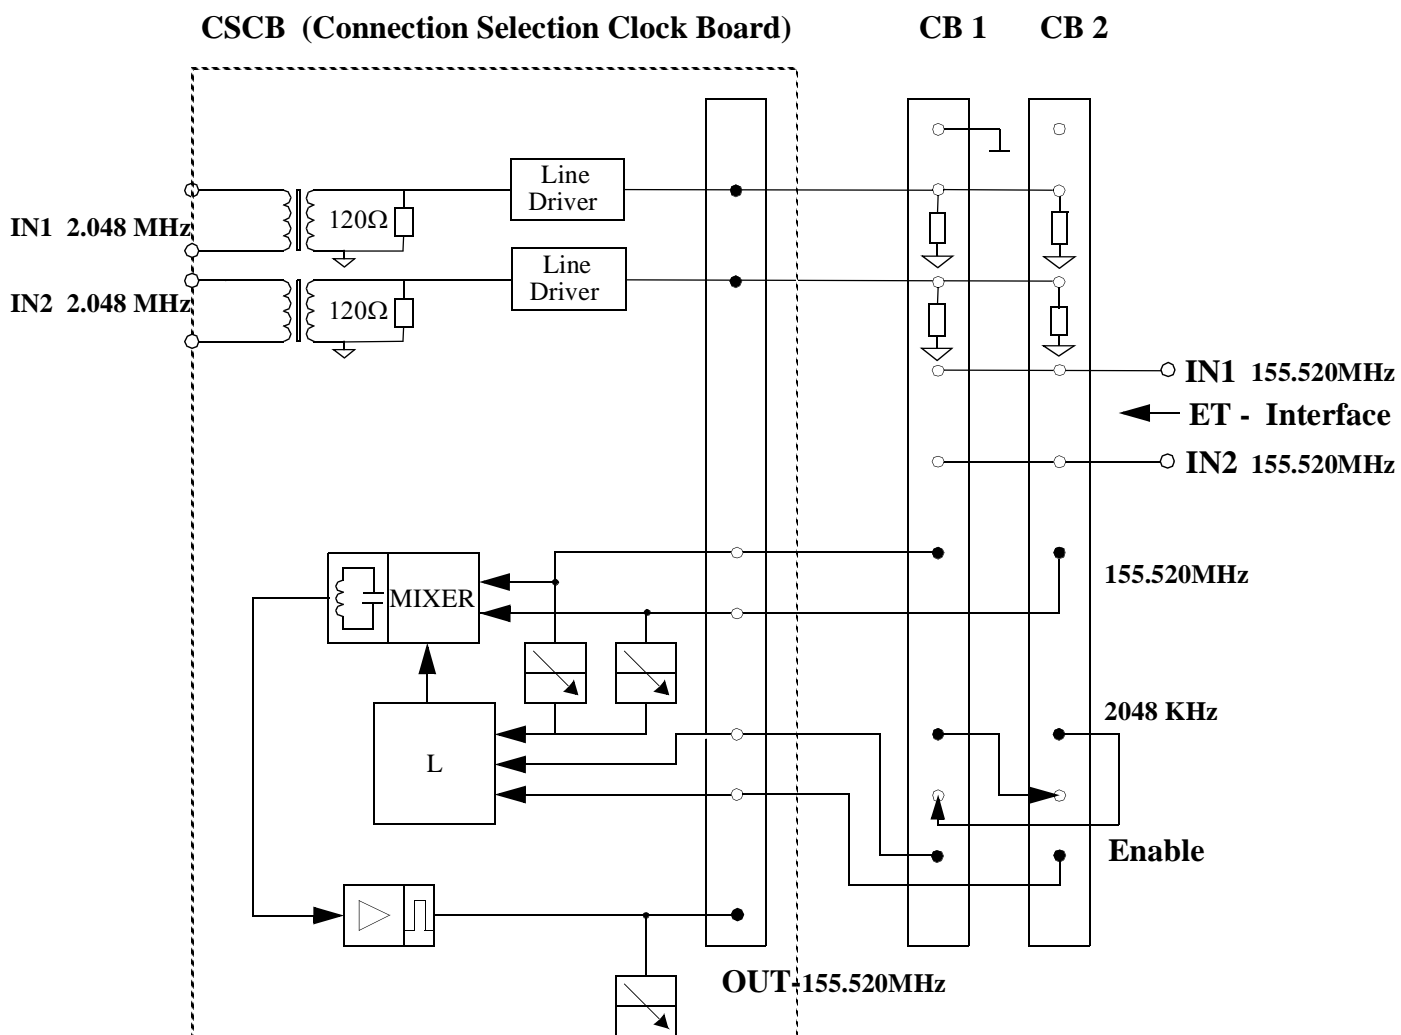 CSCB (Connection Selection Clock Board)
CB 1
CB 2
Line
Driver
120Ω
IN1 2.048 MHz
Line
Driver
120Ω
IN2 2.048 MHz
IN1 155.520MHz
ET - Interface
IN2 155.520MHz
155.520MHz
MIXER
2048 KHz
L
Enable
OUT-155.520MHz